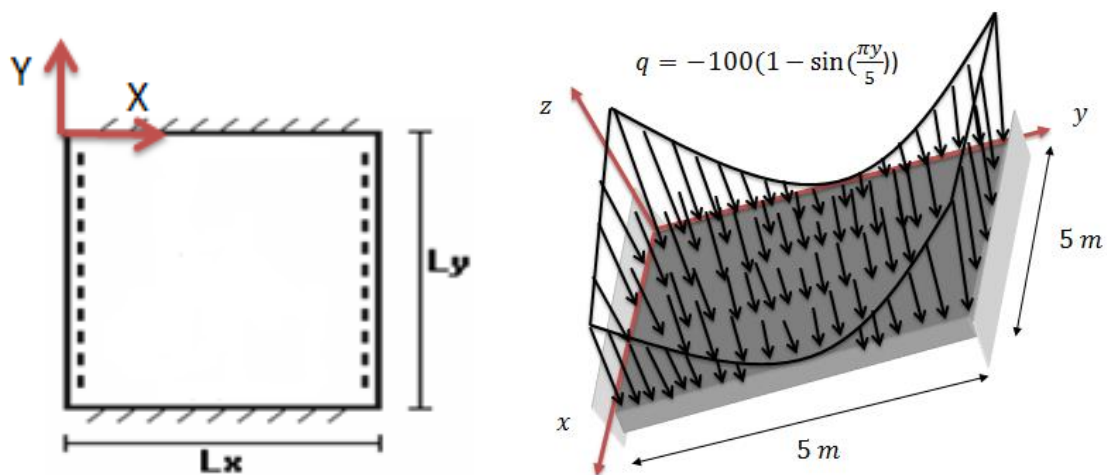 Y
X
Ly
Lx
q = −100(1 − sin(πy/5))
z
y
5 m
x
5 m